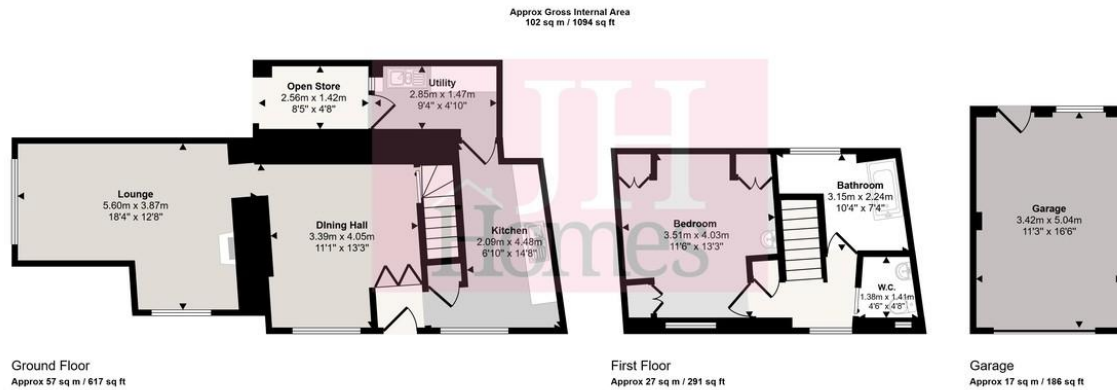 Approx Gross Internal Area
102 sq m / 1094 sq ft
Open Store
2.56m x 1.42m
8'5" x 4'8"
Utility
2.85m x 1.47m
9'4" x 4'10"
Lounge
5.60m x 3.87m
18'4" x 12'8"
Dining Hall
3.39m x 4.05m
11'1" x 13'3"
Kitchen
2.09m x 4.48m
6'10" x 14'8"
Bedroom
3.51m x 4.03m
11'6" x 13'3"
Bathroom
3.15m x 2.24m
10'4" x 7'4"
W.C.
1.38m x 1.41m
4'6" x 4'8"
Garage
3.42m x 5.04m
11'3" x 16'6"
JH
Homes
Ground Floor
Approx 57 sq m / 617 sq ft
First Floor
Approx 27 sq m / 291 sq ft
Garage
Approx 17 sq m / 186 sq ft